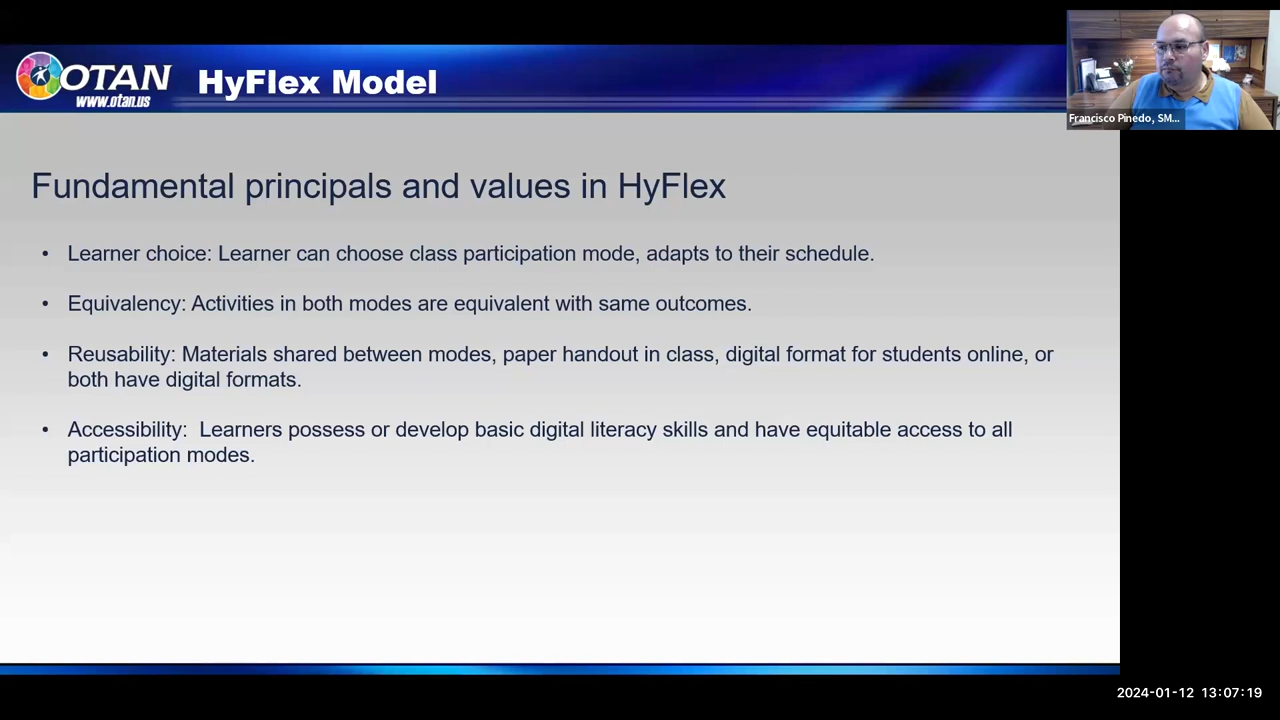 OTAN
www.otan.us
HyFlex Model
Francisco Pinedo, SM...
Fundamental principals and values in HyFlex
• Learner choice: Learner can choose class participation mode, adapts to their schedule.
• Equivalency: Activities in both modes are equivalent with same outcomes.
• Reusability: Materials shared between modes, paper handout in class, digital format for students online, or
both have digital formats.
• Accessibility:  Learners possess or develop basic digital literacy skills and have equitable access to all
participation modes.
2024-01-12 13:07:19